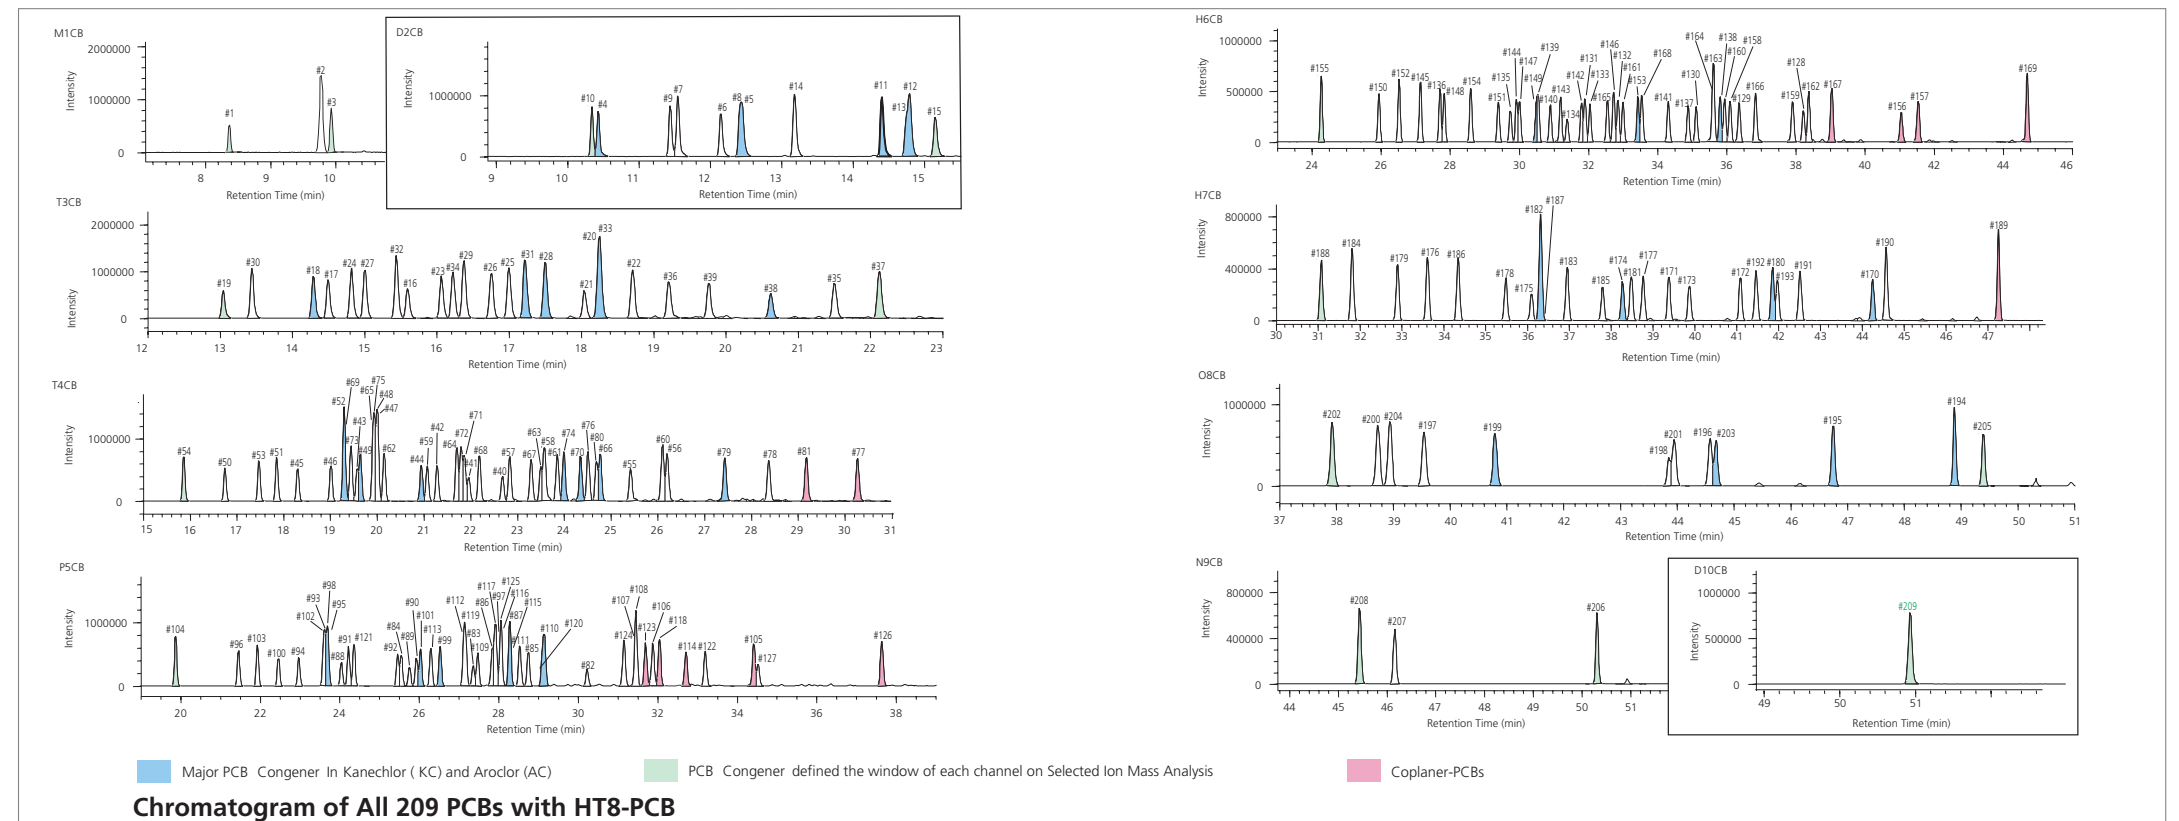 M1CB
2000000
1000000
0
Intensity
#1
#2
#3
8 9 10
Retention Time (min)
D2CB
1000000
0
Intensity
#10 #4 #9 #7 #6 #8 #5 #14 #11 #13 #12 #15
9 10 11 12 13 14 15
Retention Time (min)
T3CB
2000000
1000000
0
Intensity
#19 #30 #18 #17 #24 #27 #32 #16 #23 #34 #29 #26 #25 #31 #28 #21 #20 #33 #22 #36 #39 #38 #35 #37
12 13 14 15 16 17 18 19 20 21 22 23
Retention Time (min)
T4CB
1000000
0
Intensity
#54 #50 #53 #51 #45 #46 #52 #69 #73 #43 #49 #65 #75 #48 #47 #62 #44 #59 #42 #64 #72 #71 #41 #68 #40 #57 #67 #63 #58 #61 #74 #70 #76 #80 #66 #55 #60 #56 #79 #78 #81 #77
15 16 17 18 19 20 21 22 23 24 25 26 27 28 29 30 31
Retention Time (min)
P5CB
1000000
0
Intensity
#104 #96 #103 #100 #94 #102 #93 #98 #95 #88 #91 #121 #92 #84 #89 #90 #101 #113 #99 #112 #119 #83 #109 #86 #117 #97 #125 #116 #87 #111 #115 #85 #110 #120 #82 #124 #107 #108 #123 #106 #118 #114 #122 #105 #127 #126
20 22 24 26 28 30 32 34 36 38
Retention Time (min)
H6CB
1000000
500000
0
Intensity
#155 #150 #152 #145 #136 #148 #154 #151 #135 #144 #147 #149 #139 #140 #143 #134 #142 #131 #133 #165 #146 #132 #161 #153 #168 #141 #137 #130 #164 #163 #138 #160 #158 #129 #166 #159 #128 #162 #167 #156 #157 #169
24 26 28 30 32 34 36 38 40 42 44 46
Retention Time (min)
H7CB
800000
400000
0
Intensity
#188 #184 #179 #176 #186 #178 #175 #182 #187 #183 #185 #174 #181 #177 #171 #173 #172 #192 #180 #193 #191 #170 #190 #189
30 31 32 33 34 35 36 37 38 39 40 41 42 43 44 45 46 47
Retention Time (min)
O8CB
1000000
0
Intensity
#202 #200 #204 #197 #199 #198 #201 #196 #203 #195 #194 #205
37 38 39 40 41 42 43 44 45 46 47 48 49 50 51
Retention Time (min)
N9CB
800000
400000
0
Intensity
#208 #207 #206
44 45 46 47 48 49 50 51
Retention Time (min)
D10CB
1000000
500000
0
Intensity
#209
49 50 51
Retention Time (min)
Major PCB Congener In Kanechlor ( KC) and Aroclor (AC)
PCB Congener defined the window of each channel on Selected Ion Mass Analysis
Coplaner-PCBs
Chromatogram of All 209 PCBs with HT8-PCB